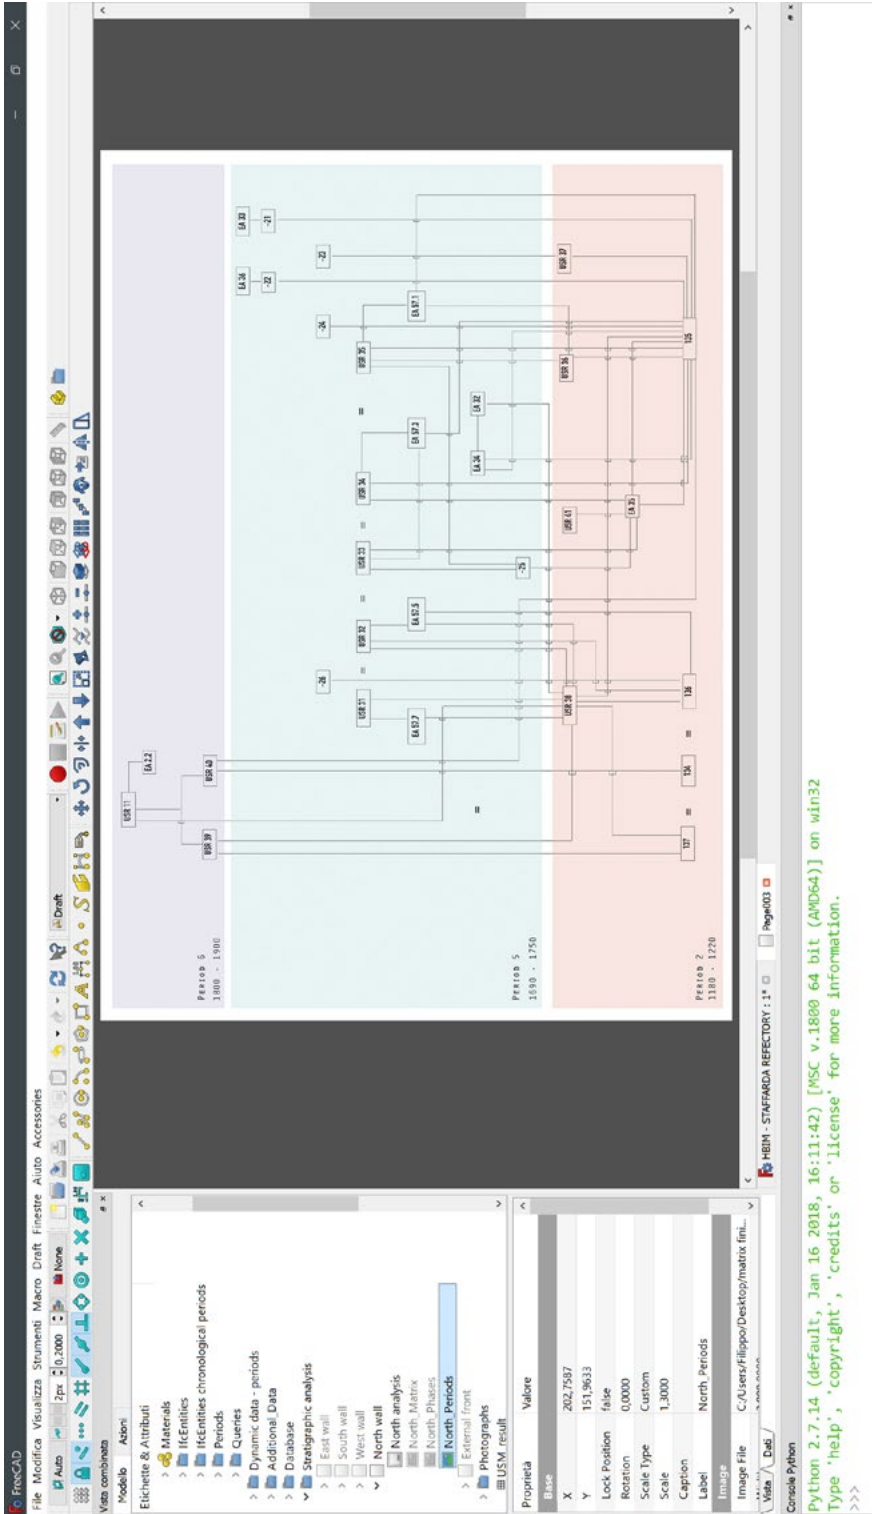 FreeCAD
File Modifica Visualizza Strumenti Macro Draft Finestre Aiuto Accessories
Auto 2px 0,2000 None Draft
Vista combinata
Modello Azioni
Etichette & Attributi
Materials
IfcEntities
IfcEntities chronological periods
Periods
Queries
Dynamic data - periods
Additional_Data
Database
Stratigraphic analysis
East wall
South wall
West wall
North wall
North analysis
North_Matrix
North_Phases
North_Periods
External front
Photographs
USM_result
Proprietà Valore
Base
X 202,7587
Y 151,9633
Lock Position false
Rotation 0,0000
Scale Type Custom
Scale 1,3000
Caption
Label North_Periods
Image
Image File C:/Users/Filippo/Desktop/matrix fini...
Vista Dati
USR 11
EA 2.2
USR 39 USR 40
PERIOD 6
1800 - 1900
EA 36 EA 33
-22 -21
-26 -24 -23
USR 31 = USR 32 = USR 33 = USR 34 = USR 35
EA 57.7 EA 57.5 EA 57.3 EA 57.1
= EA 34 EA 32
-25
PERIOD 5
1690 - 1750
USR 38 USR 41 USR 36 USR 37
EA 35
137 = 134 = 136 125
PERIOD 2
1180 - 1220
HBIM - STAFFARDA REFECTORY : 1* Page003
Console Python
Python 2.7.14 (default, Jan 16 2018, 16:11:42) [MSC v.1800 64 bit (AMD64)] on win32
Type 'help', 'copyright', 'credits' or 'license' for more information.
>>>